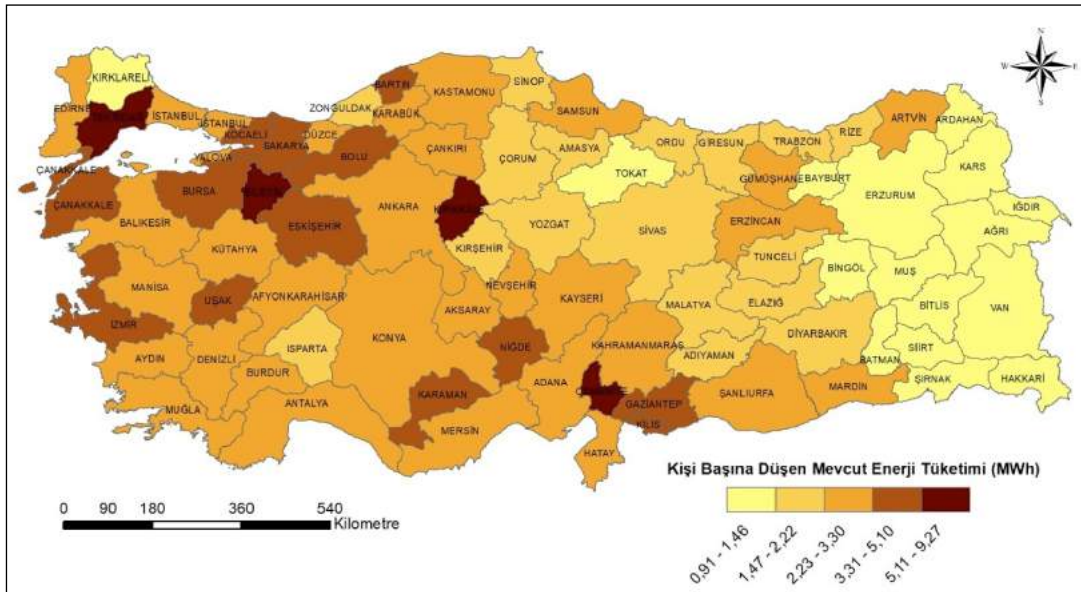 KIRKLARELİ
EDİRNE
İSTANBUL
İSTANBUL
KOCAELİ
YALOVA
SAKARYA
DÜZCE
ZONGULDAK
BARTIN
KARABÜK
KASTAMONU
SİNOP
SAMSUN
BOLU
ÇANKIRI
ÇORUM
AMASYA
ORDU
GİRESUN
TRABZON
RİZE
ARTVİN
ARDAHAN
TOKAT
GÜMÜŞHANE
BAYBURT
ERZURUM
KARS
IĞDIR
AĞRI
ÇANAKKALE
ÇANAKKALE
BALIKESİR
BURSA
ESKİŞEHİR
ANKARA
KIRŞEHİR
YOZGAT
SİVAS
ERZİNCAN
TUNCELİ
BİNGÖL
MUŞ
BİTLİS
VAN
KÜTAHYA
MANİSA
UŞAK
AFYONKARAHİSAR
NEVŞEHİR
AKSARAY
KAYSERİ
MALATYA
ELAZIĞ
DİYARBAKIR
BATMAN
SİİRT
ŞIRNAK
HAKKARİ
İZMİR
AYDIN
DENİZLİ
ISPARTA
BURDUR
KONYA
NİĞDE
KAHRAMANMARAŞ
ADIYAMAN
MARDİN
ŞANLIURFA
GAZİANTEP
KİLİS
MUĞLA
ANTALYA
KARAMAN
MERSİN
ADANA
HATAY
N
W
E
S
Kişi Başına Düşen Mevcut Enerji Tüketimi (MWh)
0,91 - 1,46
1,47 - 2,22
2,23 - 3,30
3,31 - 5,10
5,11 - 9,27
0 90 180 360 540
Kilometre